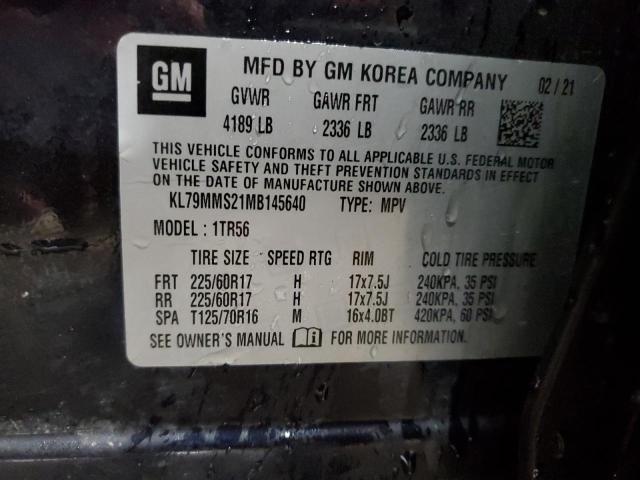 GM
MFD BY GM KOREA COMPANY 02/21
GVWR GAWR FRT GAWR RR
4189 LB 2336 LB 2336 LB
THIS VEHICLE CONFORMS TO ALL APPLICABLE U.S. FEDERAL MOTOR
VEHICLE SAFETY AND THEFT PREVENTION STANDARDS IN EFFECT
ON THE DATE OF MANUFACTURE SHOWN ABOVE.
KL79MMS21MB145640 TYPE: MPV
MODEL : 1TR56
TIRE SIZE SPEED RTG RIM COLD TIRE PRESSURE
FRT 225/60R17 H 17x7.5J 240KPA, 35 PSI
RR 225/60R17 H 17x7.5J 240KPA, 35 PSI
SPA T125/70R16 M 16x4.0BT 420KPA, 60 PSI
SEE OWNER'S MANUAL FOR MORE INFORMATION.